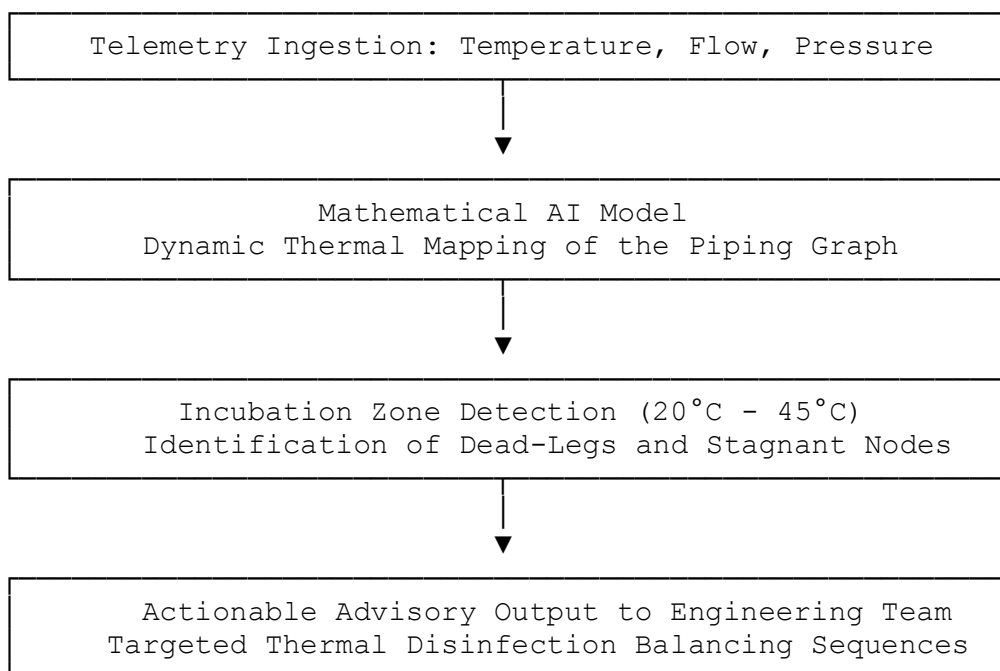 Telemetry Ingestion: Temperature, Flow, Pressure
Mathematical AI Model
Dynamic Thermal Mapping of the Piping Graph
Incubation Zone Detection (20°C - 45°C)
Identification of Dead-Legs and Stagnant Nodes
Actionable Advisory Output to Engineering Team
Targeted Thermal Disinfection Balancing Sequences